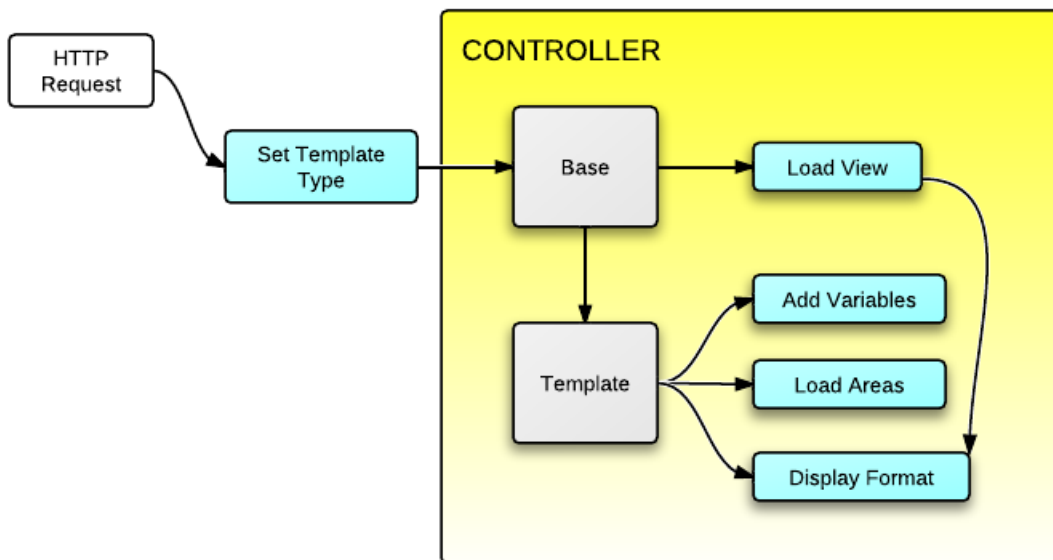 HTTP
Request
Set Template
Type
CONTROLLER
Base
Load View
Template
Add Variables
Load Areas
Display Format